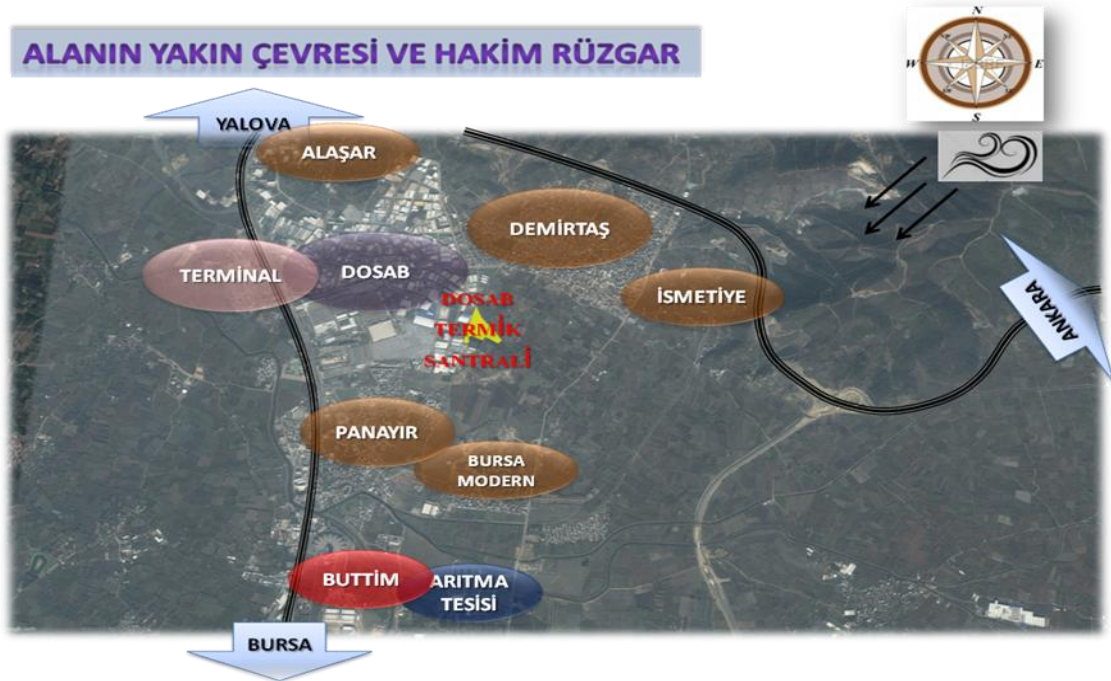 ALANIN YAKIN ÇEVRESİ VE HAKİM RÜZGAR
N
W
E
S
YALOVA
ALAŞAR
DEMİRTAŞ
TERMİNAL
DOSAB
İSMETİYE
DOSAB
TERMİK
SANTRALİ
ANKARA
PANAYIR
BURSA
MODERN
BUTTİM
ARITMA
TESİSİ
BURSA